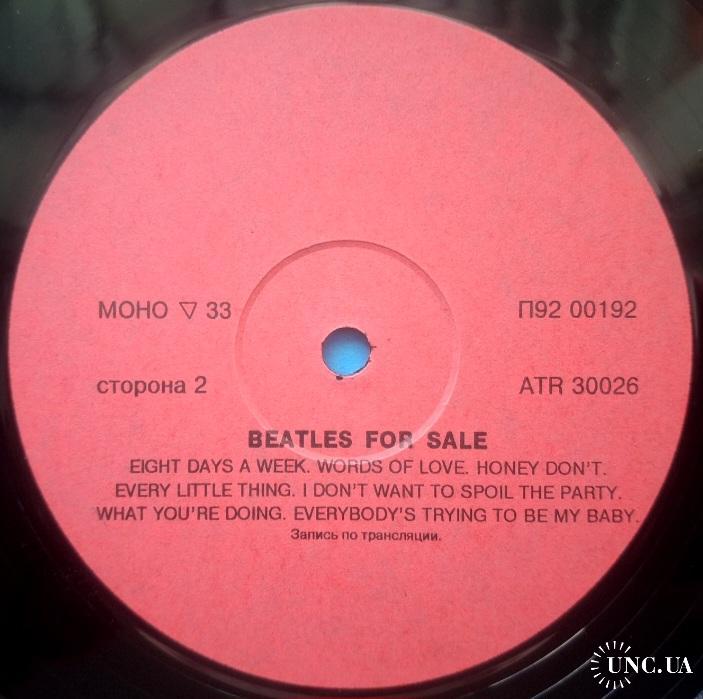 МОНО ▽ 33
П92 00192
сторона 2
ATR 30026
BEATLES FOR SALE
EIGHT DAYS A WEEK. WORDS OF LOVE. HONEY DON'T.
EVERY LITTLE THING. I DON'T WANT TO SPOIL THE PARTY.
WHAT YOU'RE DOING. EVERYBODY'S TRYING TO BE MY BABY.
Запись по трансляции.
UNC.UA